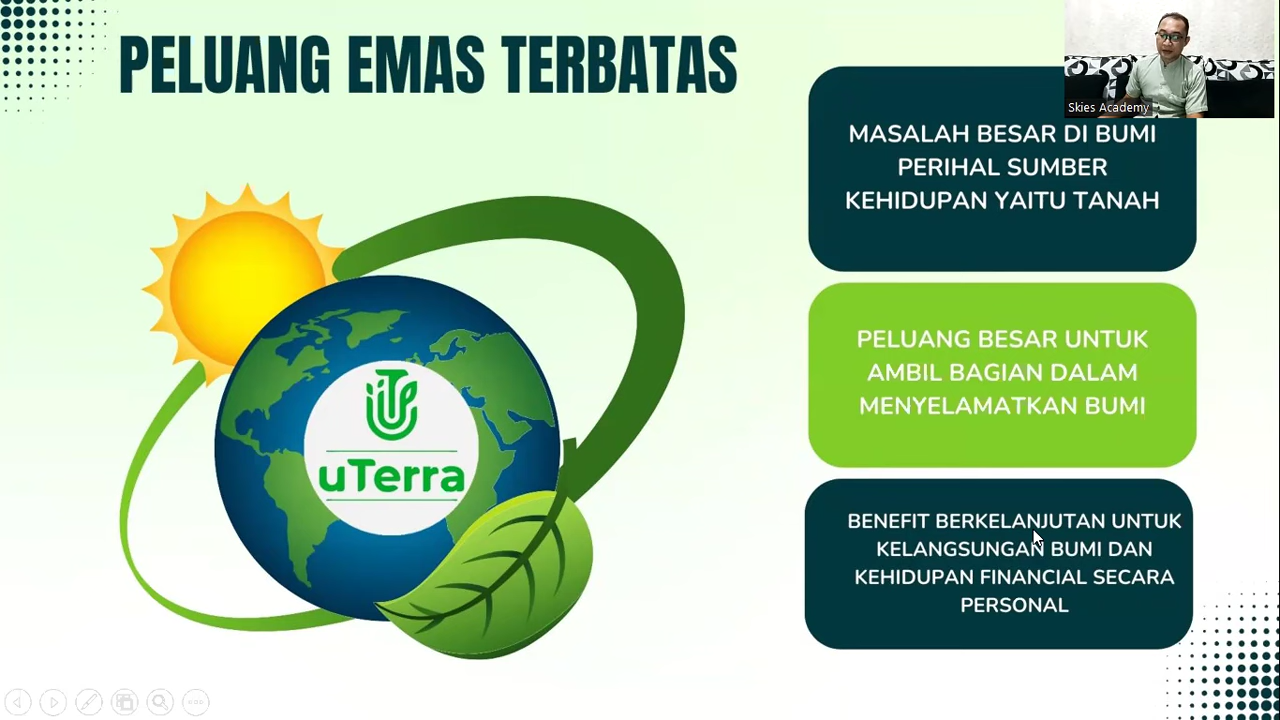 PELUANG EMAS TERBATAS
Skies Academy
MASALAH BESAR DI BUMI
PERIHAL SUMBER
KEHIDUPAN YAITU TANAH
PELUANG BESAR UNTUK
AMBIL BAGIAN DALAM
MENYELAMATKAN BUMI
uTerra
BENEFIT BERKELANJUTAN UNTUK
KELANGSUNGAN BUMI DAN
KEHIDUPAN FINANCIAL SECARA
PERSONAL